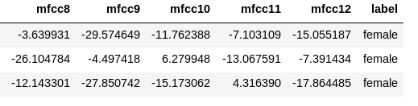 mfcc8 mfcc9 mfcc10 mfcc11 mfcc12 label
-3.639931 -29.574649 -11.762388 -7.103109 -15.055187 female
-26.104784 -4.497418 6.279948 -13.067591 -7.391434 female
-12.143301 -27.850742 -15.173062 4.316390 -17.864485 female